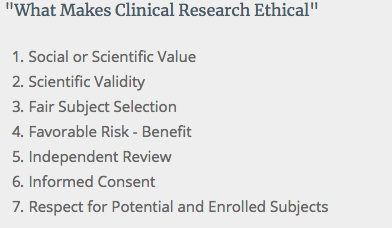 "What Makes Clinical Research Ethical"
1. Social or Scientific Value
2. Scientific Validity
3. Fair Subject Selection
4. Favorable Risk - Benefit
5. Independent Review
6. Informed Consent
7. Respect for Potential and Enrolled Subjects